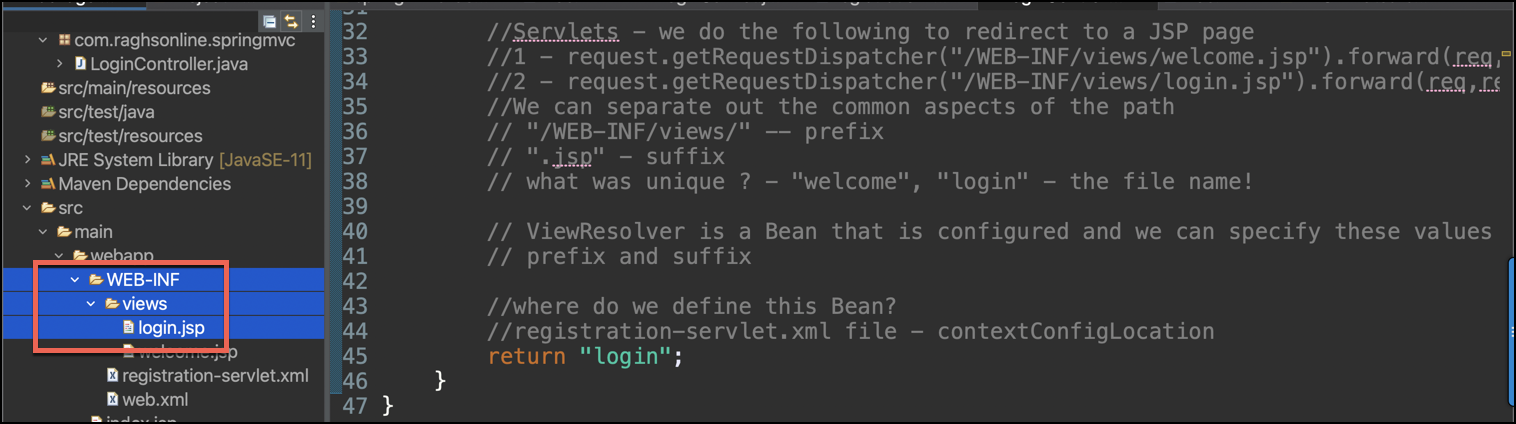 com.raghsonline.springmvc
LoginController.java
src/main/resources
src/test/java
src/test/resources
JRE System Library [JavaSE-11]
Maven Dependencies
src
main
webapp
WEB-INF
views
login.jsp
welcome.jsp
registration-servlet.xml
web.xml
index.jsp
31
32 //Servlets - we do the following to redirect to a JSP page
33 //1 - request.getRequestDispatcher("/WEB-INF/views/welcome.jsp").forward(req,
34 //2 - request.getRequestDispatcher("/WEB-INF/views/login.jsp").forward(req,re
35 //We can separate out the common aspects of the path
36 // "/WEB-INF/views/" -- prefix
37 // ".jsp" - suffix
38 // what was unique ? - "welcome", "login" - the file name!
39
40 // ViewResolver is a Bean that is configured and we can specify these values
41 // prefix and suffix
42
43 //where do we define this Bean?
44 //registration-servlet.xml file - contextConfigLocation
45 return "login";
46 }
47 }